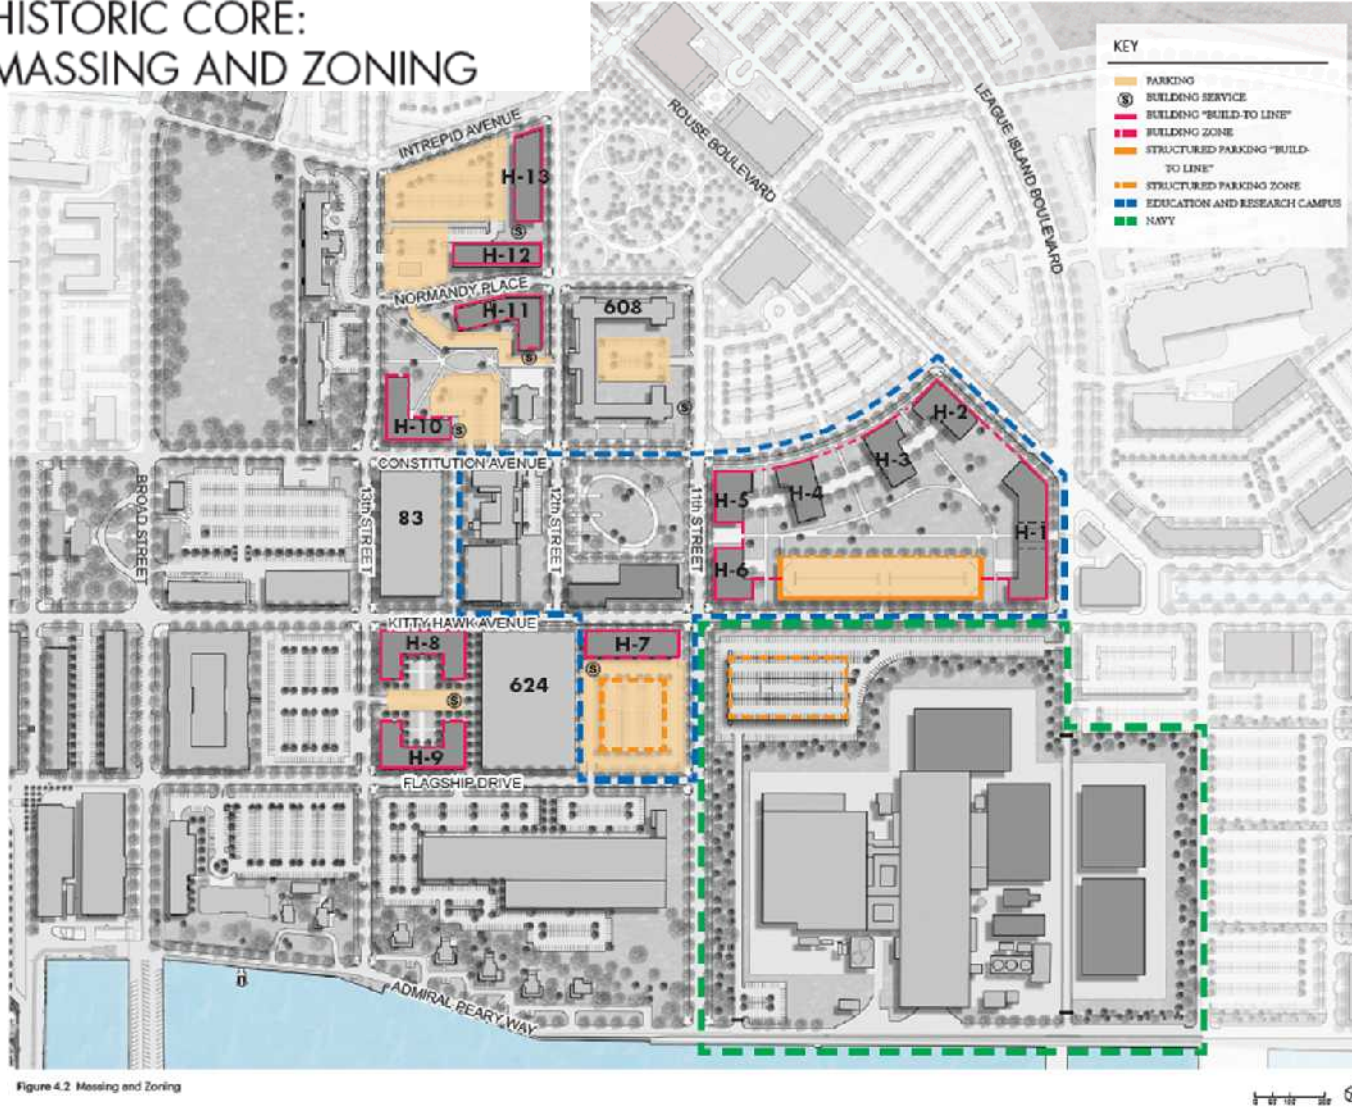 HISTORIC CORE:
MASSING AND ZONING
KEY
PARKING
S BUILDING SERVICE
BUILDING "BUILD-TO LINE"
BUILDING ZONE
STRUCTURED PARKING "BUILD-
TO LINE"
STRUCTURED PARKING ZONE
EDUCATION AND RESEARCH CAMPUS
NAVY
INTREPID AVENUE
ROUSE BOULEVARD
LEAGUE ISLAND BOULEVARD
H-13
S
H-12
NORMANDY PLACE
H-11
608
S
H-10
S
S
H-2
H-3
H-4
H-5
H-1
H-6
CONSTITUTION AVENUE
BROAD STREET
13th STREET
83
12th STREET
11th STREET
KITTY HAWK AVENUE
H-8
H-7
S
624
S
H-9
FLAGSHIP DRIVE
ADMIRAL PEARY WAY
Figure 4.2 Massing and Zoning